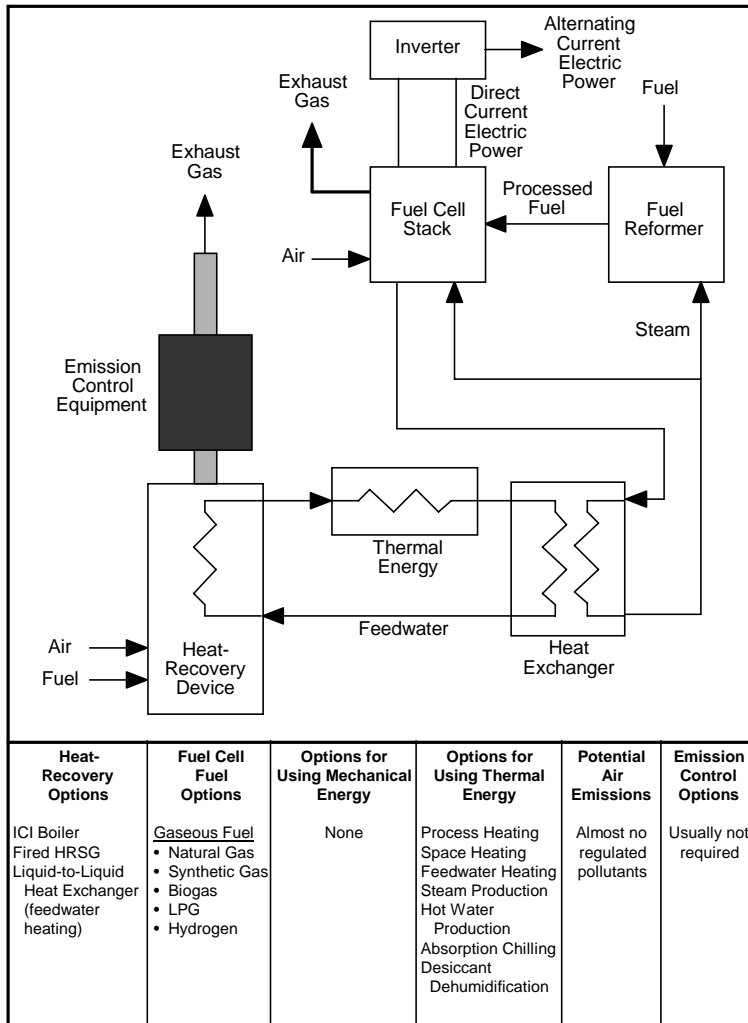 Inverter
Alternating
Current
Electric
Power
Exhaust
Gas
Direct
Current
Electric
Power
Fuel
Exhaust
Gas
Fuel Cell
Stack
Processed
Fuel
Fuel
Reformer
Air
Steam
Emission
Control
Equipment
Thermal
Energy
Feedwater
Heat
Exchanger
Air
Fuel
Heat-
Recovery
Device
Heat-
Recovery
Options
ICI Boiler
Fired HRSG
Liquid-to-Liquid
Heat Exchanger
(feedwater
heating)
Fuel Cell
Fuel
Options
Gaseous Fuel
• Natural Gas
• Synthetic Gas
• Biogas
• LPG
• Hydrogen
Options for
Using Mechanical
Energy
None
Options for
Using Thermal
Energy
Process Heating
Space Heating
Feedwater Heating
Steam Production
Hot Water
Production
Absorption Chilling
Desiccant
Dehumidification
Potential
Air
Emissions
Almost no
regulated
pollutants
Emission
Control
Options
Usually not
required